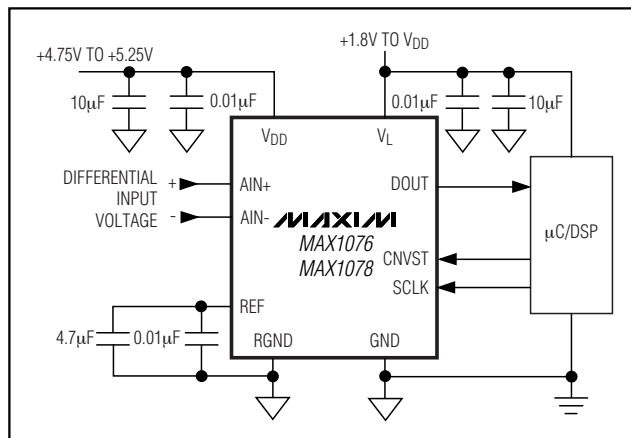 +4.75V TO +5.25V
+1.8V TO VDD
10µF
0.01µF
0.01µF
10µF
VDD
VL
DIFFERENTIAL
INPUT
VOLTAGE
+
-
AIN+
AIN-
DOUT
µC/DSP
MAXIM
MAX1076
MAX1078
CNVST
SCLK
REF
4.7µF
0.01µF
RGND
GND